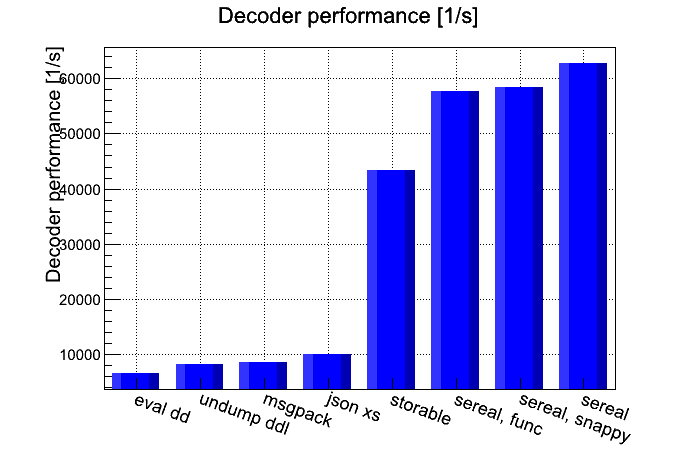 Decoder performance [1/s]
Decoder performance [1/s]
60000
50000
40000
30000
20000
10000
eval dd
undump ddl
msgpack
json xs
storable
sereal, func
sereal, snappy
sereal